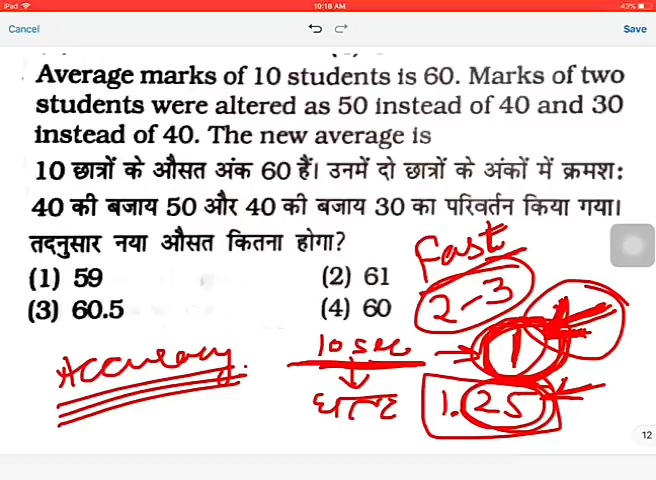 iPad 10:18 AM 43%
Cancel Save
Average marks of 10 students is 60. Marks of two
students were altered as 50 instead of 40 and 30
instead of 40. The new average is
10 छात्रों के औसत अंक 60 हैं। उनमें दो छात्रों के अंकों में क्रमश:
40 की बजाय 50 और 40 की बजाय 30 का परिवर्तन किया गया।
तद्नुसार नया औसत कितना होगा?
Fast
(1) 59 (2) 61
2-3
(3) 60.5 (4) 60
Accuracy 10 sec 1
1.25
12